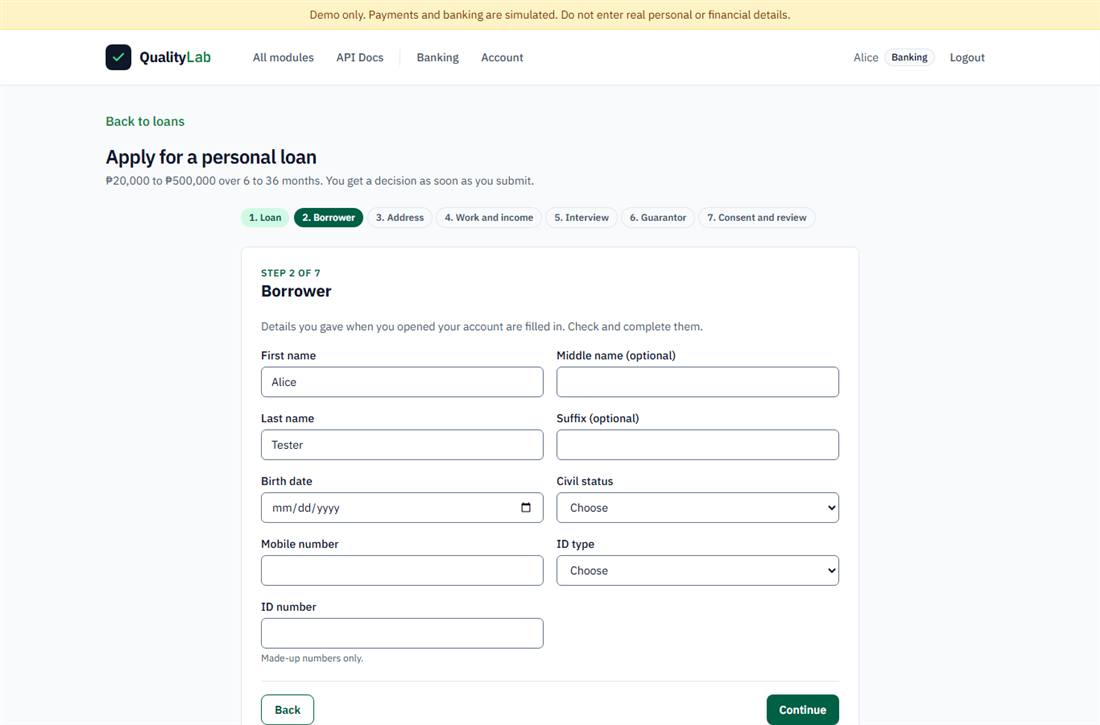 Demo only. Payments and banking are simulated. Do not enter real personal or financial details.
QualityLab
All modules
API Docs
Banking
Account
Alice
Banking
Logout
Back to loans
Apply for a personal loan
₱20,000 to ₱500,000 over 6 to 36 months. You get a decision as soon as you submit.
1. Loan
2. Borrower
3. Address
4. Work and income
5. Interview
6. Guarantor
7. Consent and review
STEP 2 OF 7
Borrower
Details you gave when you opened your account are filled in. Check and complete them.
First name
Middle name (optional)
Alice
Last name
Suffix (optional)
Tester
Birth date
Civil status
mm/dd/yyyy
Choose
Mobile number
ID type
Choose
ID number
Made-up numbers only.
Back
Continue